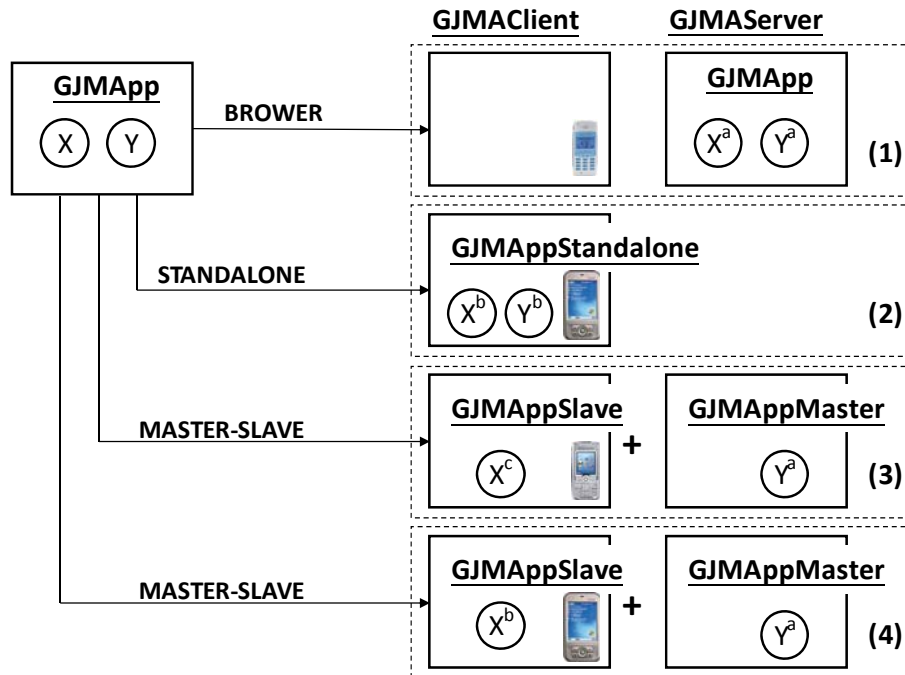 GJMAClient GJMAServer
GJMApp
X Y
BROWER
GJMApp
Xᵃ Yᵃ
(1)
STANDALONE
GJMAppStandalone
Xᵇ Yᵇ
(2)
MASTER-SLAVE
GJMAppSlave
Xᶜ
+
GJMAppMaster
Yᵃ
(3)
MASTER-SLAVE
GJMAppSlave
Xᵇ
+
GJMAppMaster
Yᵃ
(4)